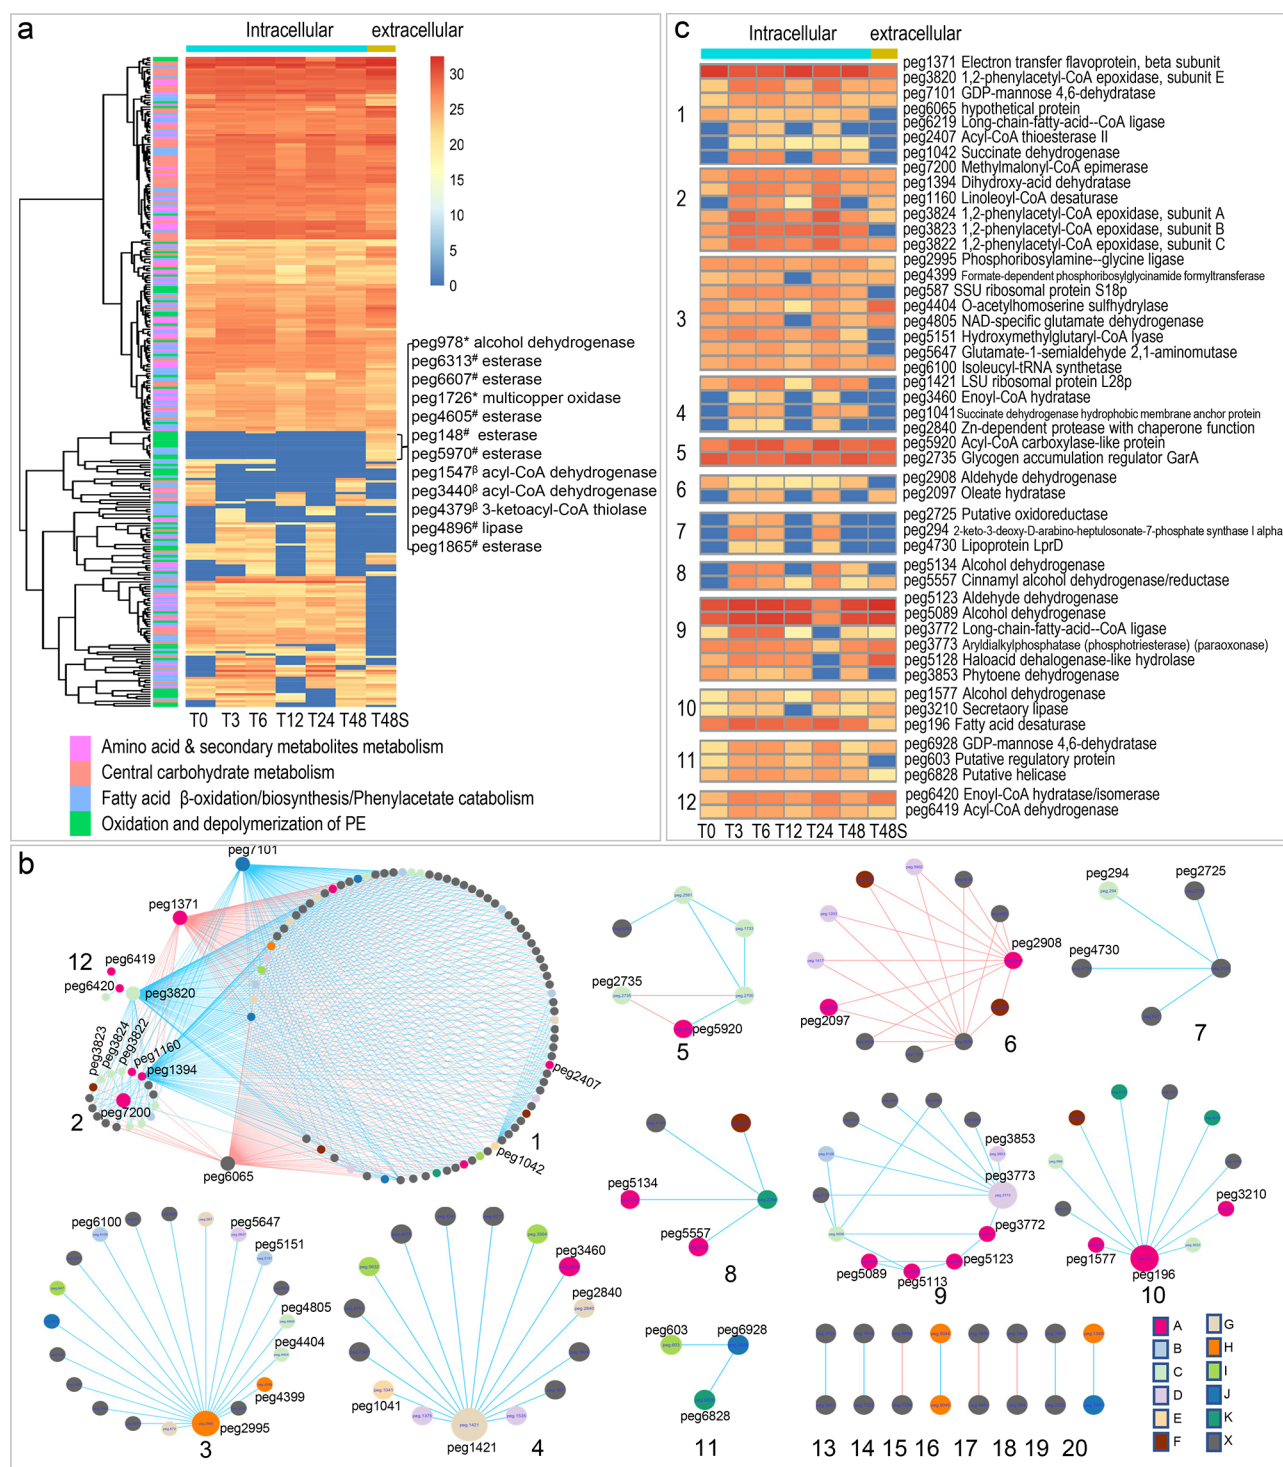 a
Intracellular
extracellular
30
25
20
15
10
5
0
peg978* alcohol dehydrogenase
peg6313# esterase
peg6607# esterase
peg1726* multicopper oxidase
peg4605# esterase
peg148# esterase
peg5970# esterase
peg1547β acyl-CoA dehydrogenase
peg3440β acyl-CoA dehydrogenase
peg4379β 3-ketoacyl-CoA thiolase
peg4896# lipase
peg1865# esterase
T0 T3 T6 T12 T24 T48 T48S
Amino acid & secondary metabolites metabolism
Central carbohydrate metabolism
Fatty acid β-oxidation/biosynthesis/Phenylacetate catabolism
Oxidation and depolymerization of PE
c
Intracellular
extracellular
1
peg1371 Electron transfer flavoprotein, beta subunit
peg3820 1,2-phenylacetyl-CoA epoxidase, subunit E
peg7101 GDP-mannose 4,6-dehydratase
peg6065 hypothetical protein
peg6219 Long-chain-fatty-acid--CoA ligase
peg2407 Acyl-CoA thioesterase II
peg1042 Succinate dehydrogenase
2
peg7200 Methylmalonyl-CoA epimerase
peg1394 Dihydroxy-acid dehydratase
peg1160 Linoleoyl-CoA desaturase
peg3824 1,2-phenylacetyl-CoA epoxidase, subunit A
peg3823 1,2-phenylacetyl-CoA epoxidase, subunit B
peg3822 1,2-phenylacetyl-CoA epoxidase, subunit C
3
peg2995 Phosphoribosylamine--glycine ligase
peg4399 Formate-dependent phosphoribosylglycinamide formyltransferase
peg587 SSU ribosomal protein S18p
peg4404 O-acetylhomoserine sulfhydrylase
peg4805 NAD-specific glutamate dehydrogenase
peg5151 Hydroxymethylglutaryl-CoA lyase
peg5647 Glutamate-1-semialdehyde 2,1-aminomutase
peg6100 Isoleucyl-tRNA synthetase
4
peg1421 LSU ribosomal protein L28p
peg3460 Enoyl-CoA hydratase
peg1041 Succinate dehydrogenase hydrophobic membrane anchor protein
peg2840 Zn-dependent protease with chaperone function
5
peg5920 Acyl-CoA carboxylase-like protein
peg2735 Glycogen accumulation regulator GarA
6
peg2908 Aldehyde dehydrogenase
peg2097 Oleate hydratase
7
peg2725 Putative oxidoreductase
peg294 2-keto-3-deoxy-D-arabino-heptulosonate-7-phosphate synthase I alpha
peg4730 Lipoprotein LprD
8
peg5134 Alcohol dehydrogenase
peg5557 Cinnamyl alcohol dehydrogenase/reductase
9
peg5123 Aldehyde dehydrogenase
peg5089 Alcohol dehydrogenase
peg3772 Long-chain-fatty-acid--CoA ligase
peg3773 Aryldialkylphosphatase (phosphotriesterase) (paraoxonase)
peg5128 Haloacid dehalogenase-like hydrolase
peg3853 Phytoene dehydrogenase
10
peg1577 Alcohol dehydrogenase
peg3210 Secretaory lipase
peg196 Fatty acid desaturase
11
peg6928 GDP-mannose 4,6-dehydratase
peg603 Putative regulatory protein
peg6828 Putative helicase
12
peg6420 Enoyl-CoA hydratase/isomerase
peg6419 Acyl-CoA dehydrogenase
T0 T3 T6 T12 T24 T48 T48S
b
peg7101
peg1371
12
peg6419
peg6420
peg3820
peg3823
peg3824
peg3822
peg1160
peg1394
peg7200
2
peg6065
peg2407
1
peg1042
peg2735
peg5920
5
peg2908
peg2097
6
peg294
peg2725
peg4730
7
peg5134
peg5557
8
peg3853
peg3773
peg3772
peg5123
peg5113
peg5089
9
peg3210
peg1577
peg196
10
peg6100
peg5647
peg5151
peg4805
peg4404
peg4399
peg2995
3
peg3460
peg2840
peg1041
peg1421
4
peg603
peg6928
peg6828
11
13 14 15 16 17 18 19 20
A
B
C
D
E
F
G
H
I
J
K
X